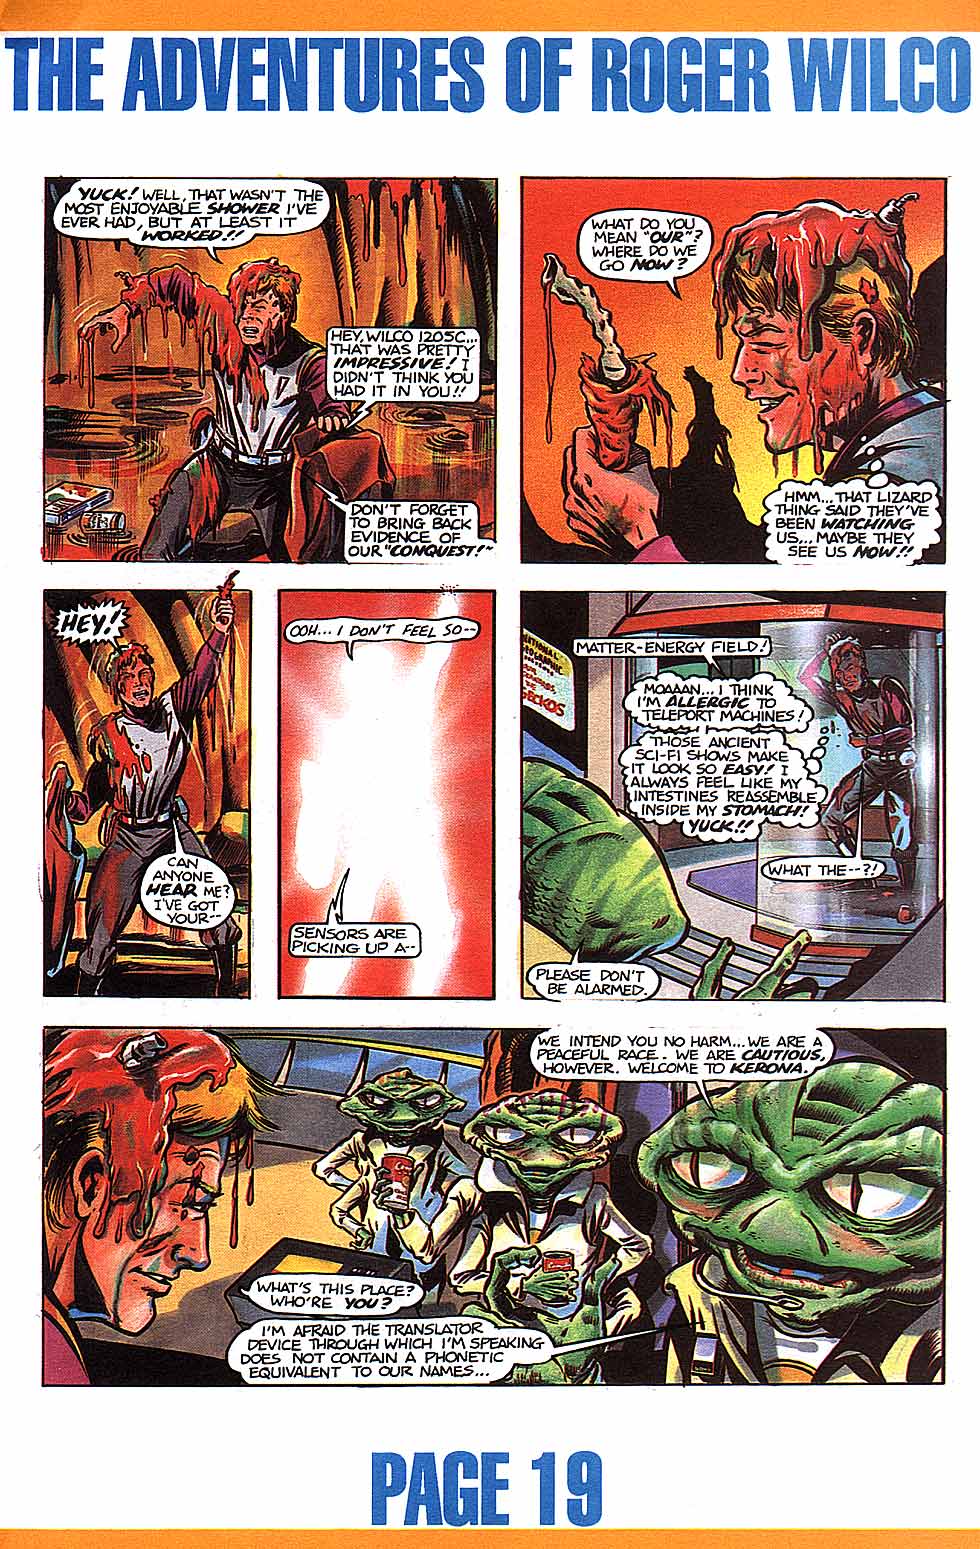 THE ADVENTURES OF ROGER WILCO
YUCK! WELL, THAT WASN'T THE
MOST ENJOYABLE SHOWER I'VE
EVER HAD, BUT AT LEAST IT
WORKED!!
HEY, WILCO 1205C...
THAT WAS PRETTY
IMPRESSIVE! I
DIDN'T THINK YOU
HAD IT IN YOU!!
DON'T FORGET
TO BRING BACK
EVIDENCE OF
OUR "CONQUEST!"
WHAT DO YOU
MEAN "OUR"?
WHERE DO WE
GO NOW?
HMM... THAT LIZARD
THING SAID THEY'VE
BEEN WATCHING
US... MAYBE THEY
SEE US NOW!!
HEY!
CAN
ANYONE
HEAR ME?
I'VE GOT
YOUR--
OOH... I DON'T FEEL SO--
SENSORS ARE
PICKING UP A--
MATTER-ENERGY FIELD!
MOAAAN... I THINK
I'M ALLERGIC TO
TELEPORT MACHINES!
THOSE ANCIENT
SCI-FI SHOWS MAKE
IT LOOK SO EASY! I
ALWAYS FEEL LIKE MY
INTESTINES REASSEMBLE
INSIDE MY STOMACH!
YUCK!!
WHAT THE--?!
PLEASE DON'T
BE ALARMED.
WE INTEND YOU NO HARM... WE ARE A
PEACEFUL RACE. WE ARE CAUTIOUS,
HOWEVER. WELCOME TO KERONA.
WHAT'S THIS PLACE?
WHO'RE YOU?
I'M AFRAID THE TRANSLATOR
DEVICE THROUGH WHICH I'M SPEAKING
DOES NOT CONTAIN A PHONETIC
EQUIVALENT TO OUR NAMES...
PAGE 19